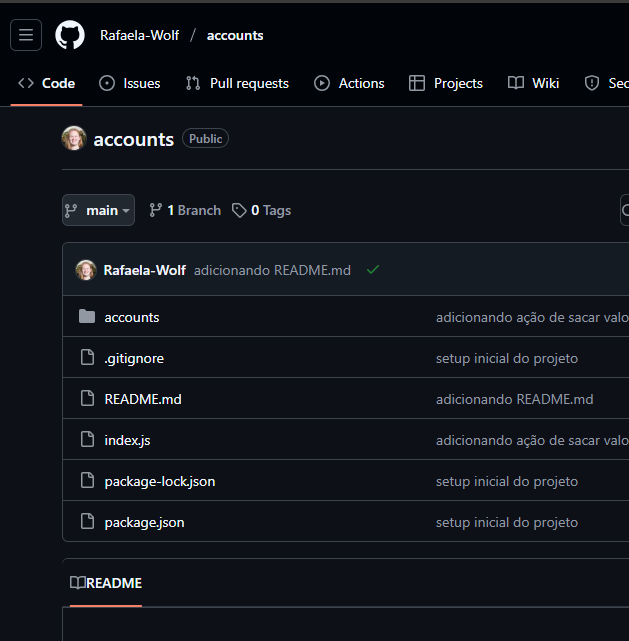 Rafaela-Wolf / accounts
Code Issues Pull requests Actions Projects Wiki Sec
accounts Public
main 1 Branch 0 Tags
Rafaela-Wolf adicionando README.md
accounts adicionando ação de sacar valo
.gitignore setup inicial do projeto
README.md adicionando README.md
index.js adicionando ação de sacar valo
package-lock.json setup inicial do projeto
package.json setup inicial do projeto
README